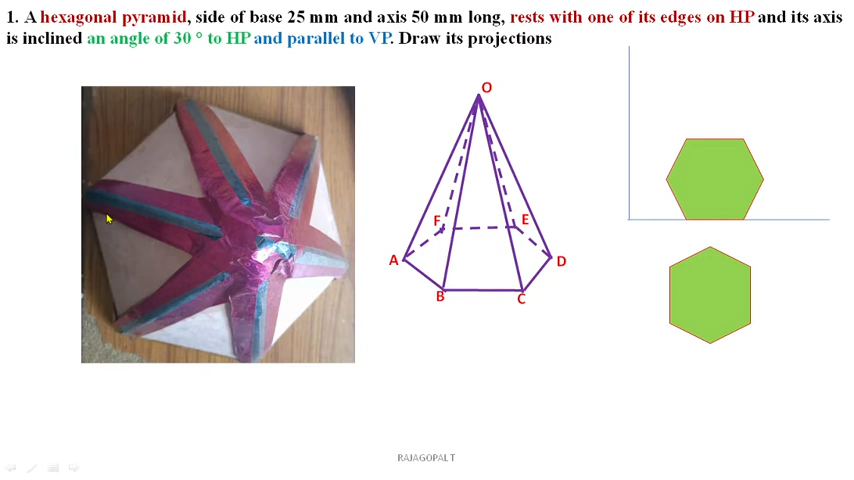 1. A hexagonal pyramid, side of base 25 mm and axis 50 mm long, rests with one of its edges on HP and its axis
is inclined an angle of 30 ° to HP and parallel to VP. Draw its projections
O
F
E
A
D
B
C
RAJAGOPAL T